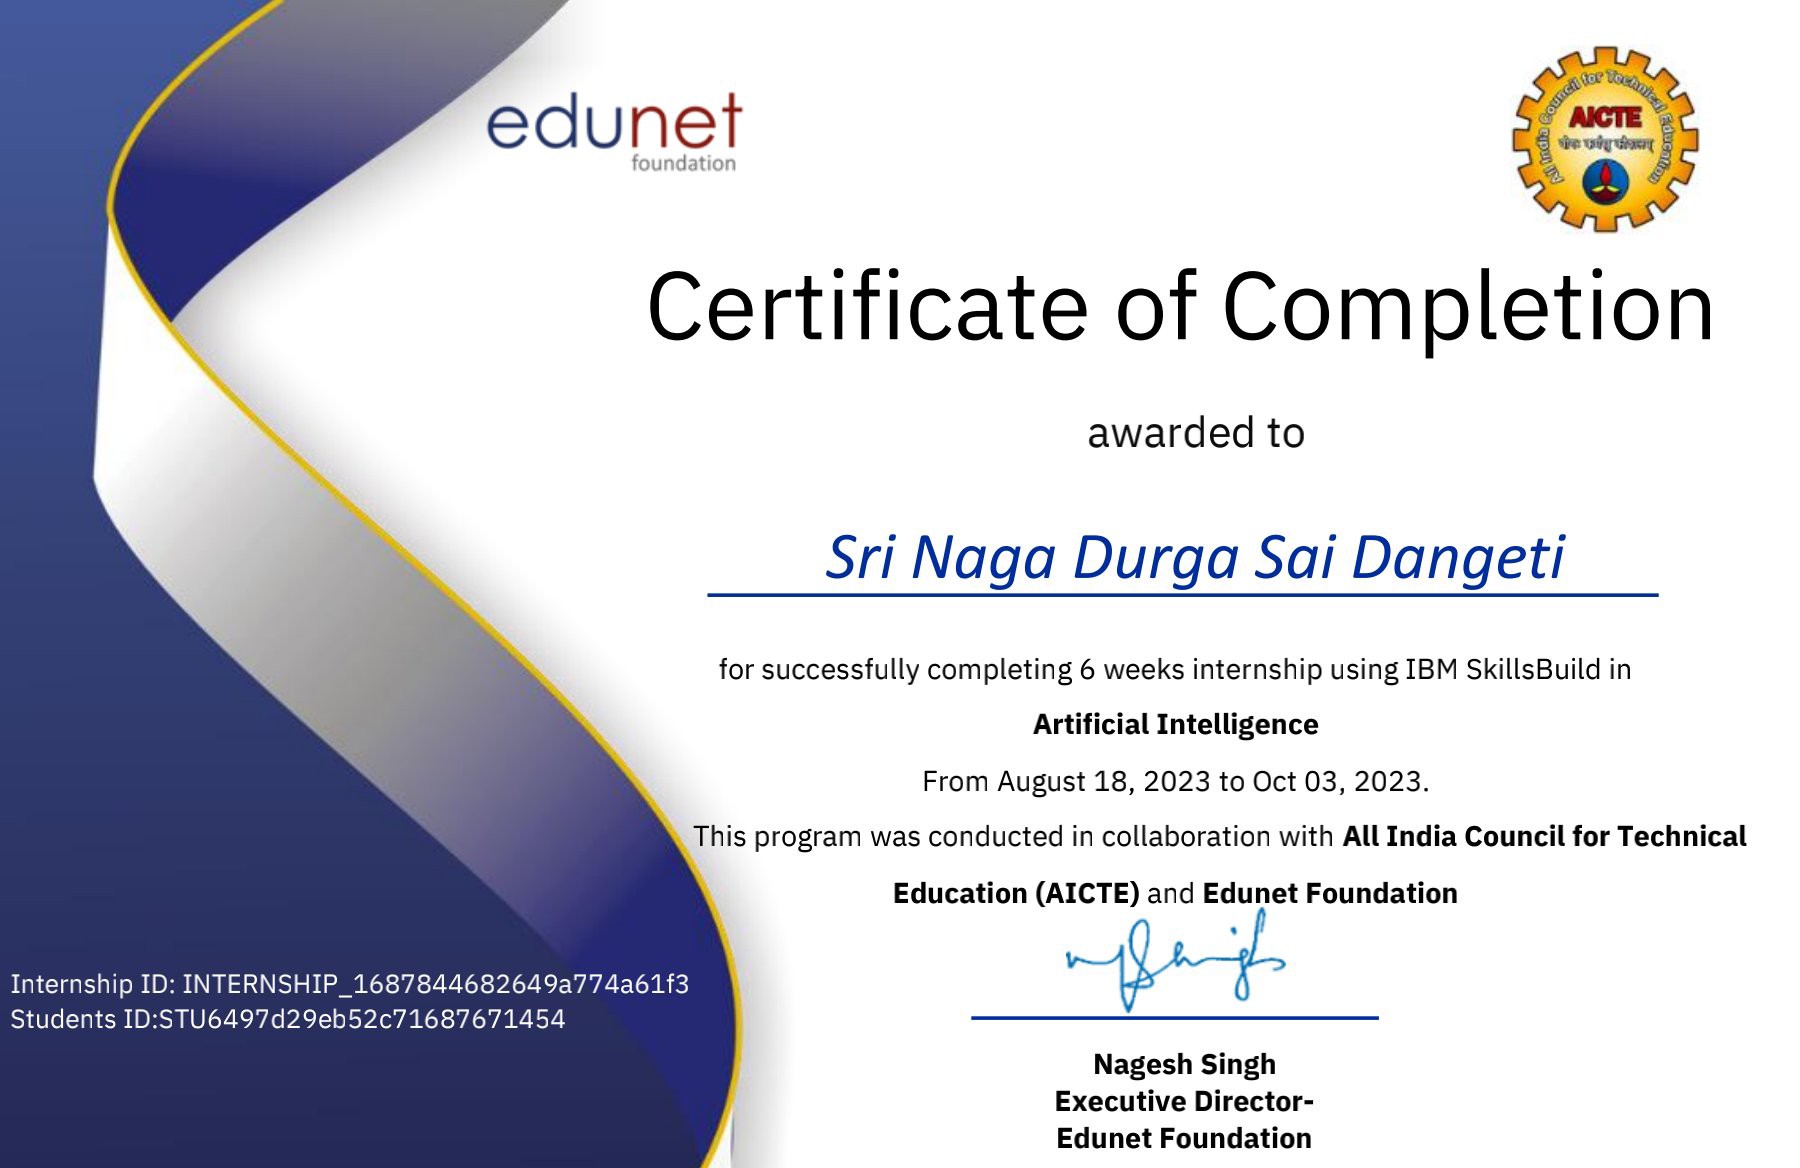 edunet
foundation
All India Council for Technical Education
AICTE
Certificate of Completion
awarded to
Sri Naga Durga Sai Dangeti
for successfully completing 6 weeks internship using IBM SkillsBuild in
Artificial Intelligence
From August 18, 2023 to Oct 03, 2023.
This program was conducted in collaboration with All India Council for Technical
Education (AICTE) and Edunet Foundation
Internship ID: INTERNSHIP_1687844682649a774a61f3
Students ID:STU6497d29eb52c71687671454
Nagesh Singh
Executive Director-
Edunet Foundation